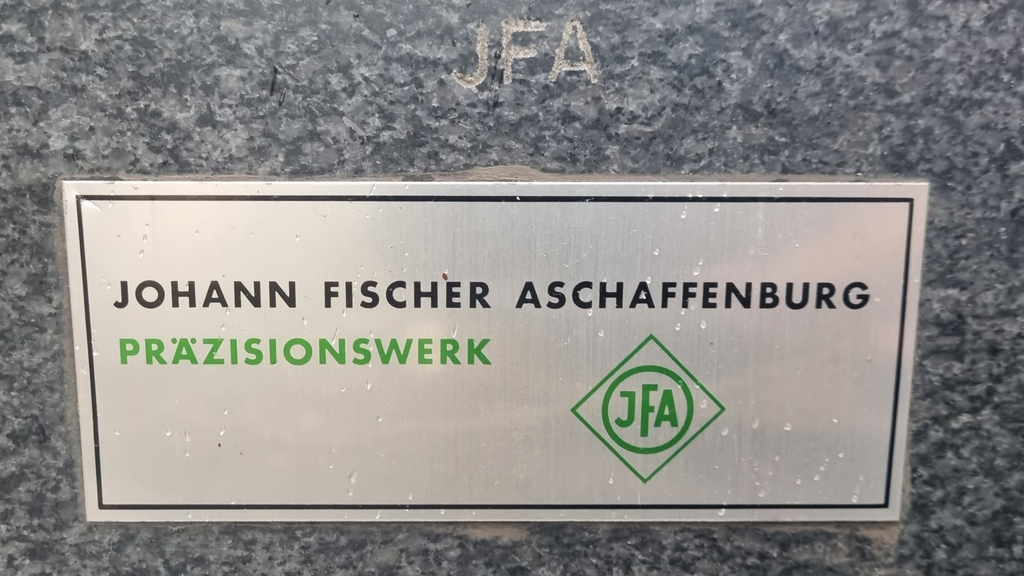 JFA
JOHANN FISCHER ASCHAFFENBURG
PRÄZISIONSWERK
JFA